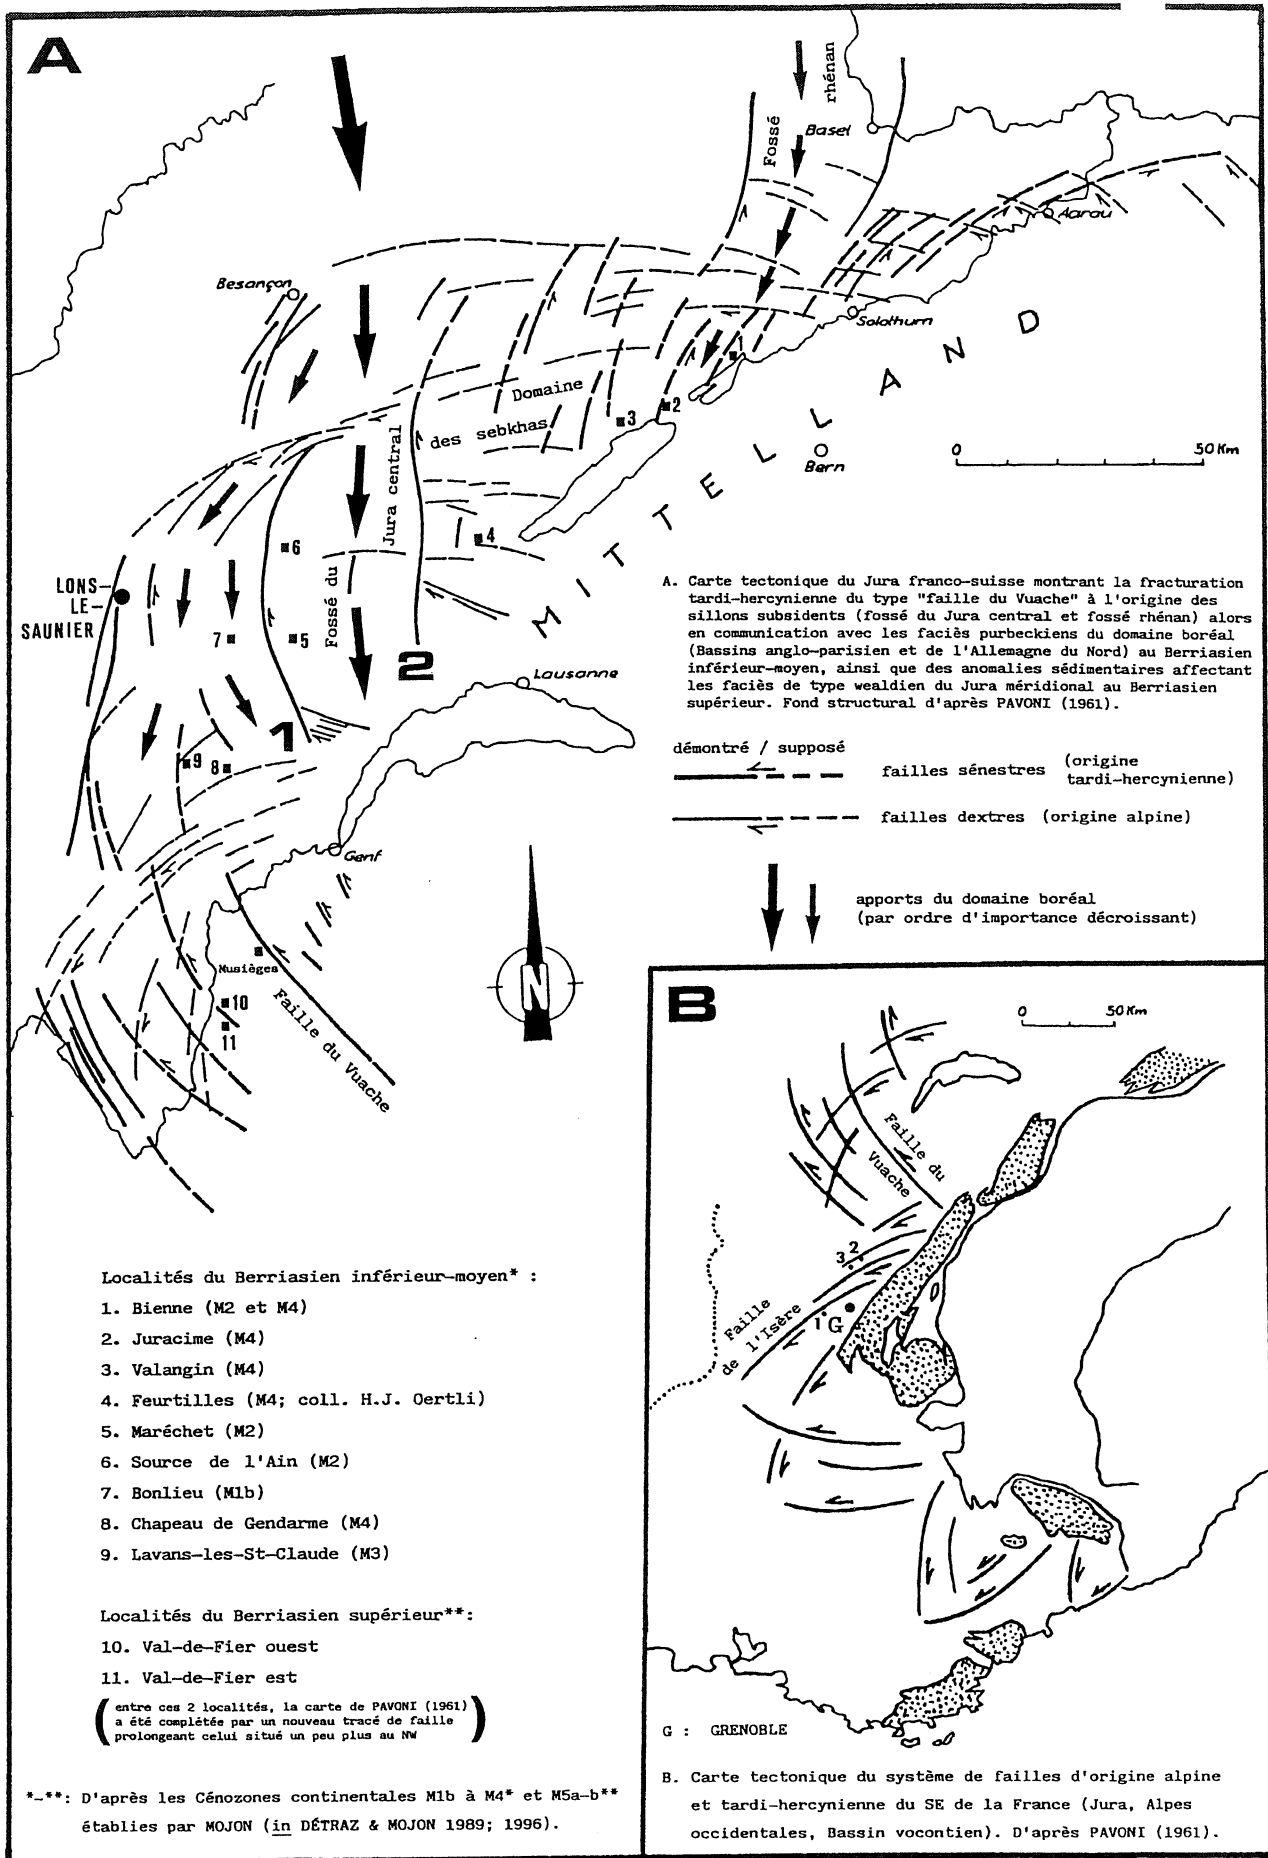 A
Fossé
rhénan
Basel
Aarau
Besançon
Solothurn
1
Domaine
des sebkhas
2
3
MITTELLAND
Bern
0 50 Km
Fossé du
Jura central
4
6
LONS-
LE-
SAUNIER
7
5
2
Lausanne
1
9
8
Genf
Musièges
10
11
Faille du Vuache
N
A. Carte tectonique du Jura franco-suisse montrant la fracturation
tardi-hercynienne du type "faille du Vuache" à l'origine des
sillons subsidents (fossé du Jura central et fossé rhénan) alors
en communication avec les faciès purbeckiens du domaine boréal
(Bassins anglo-parisien et de l'Allemagne du Nord) au Berriasien
inférieur-moyen, ainsi que des anomalies sédimentaires affectant
les faciès de type wealdien du Jura méridional au Berriasien
supérieur. Fond structural d'après PAVONI (1961).
démontré / supposé
failles sénestres (origine
tardi-hercynienne)
failles dextres (origine alpine)
apports du domaine boréal
(par ordre d'importance décroissant)
Localités du Berriasien inférieur-moyen* :
1. Bienne (M2 et M4)
2. Juracime (M4)
3. Valangin (M4)
4. Feurtilles (M4; coll. H.J. Oertli)
5. Maréchet (M2)
6. Source de l'Ain (M2)
7. Bonlieu (M1b)
8. Chapeau de Gendarme (M4)
9. Lavans-les-St-Claude (M3)
Localités du Berriasien supérieur**:
10. Val-de-Fier ouest
11. Val-de-Fier est
(entre ces 2 localités, la carte de PAVONI (1961)
a été complétée par un nouveau tracé de faille
prolongeant celui situé un peu plus au NW)
*-**: D'après les Cénozones continentales M1b à M4* et M5a-b**
établies par MOJON (in DÉTRAZ & MOJON 1989; 1996).
B
0 50 Km
Faille du
Vuache
3
2
Faille
de l'Isère
1
G
G : GRENOBLE
B. Carte tectonique du système de failles d'origine alpine
et tardi-hercynienne du SE de la France (Jura, Alpes
occidentales, Bassin vocontien). D'après PAVONI (1961).